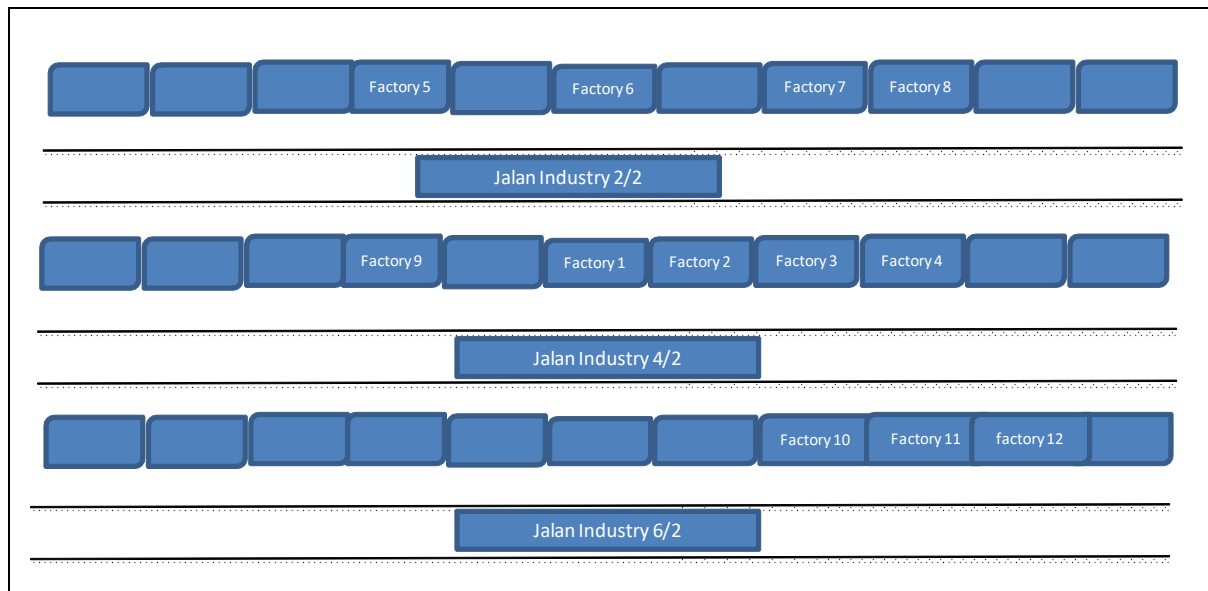 Factory 5
Factory 6
Factory 7
Factory 8
Jalan Industry 2/2
Factory 9
Factory 1
Factory 2
Factory 3
Factory 4
Jalan Industry 4/2
Factory 10
Factory 11
factory 12
Jalan Industry 6/2